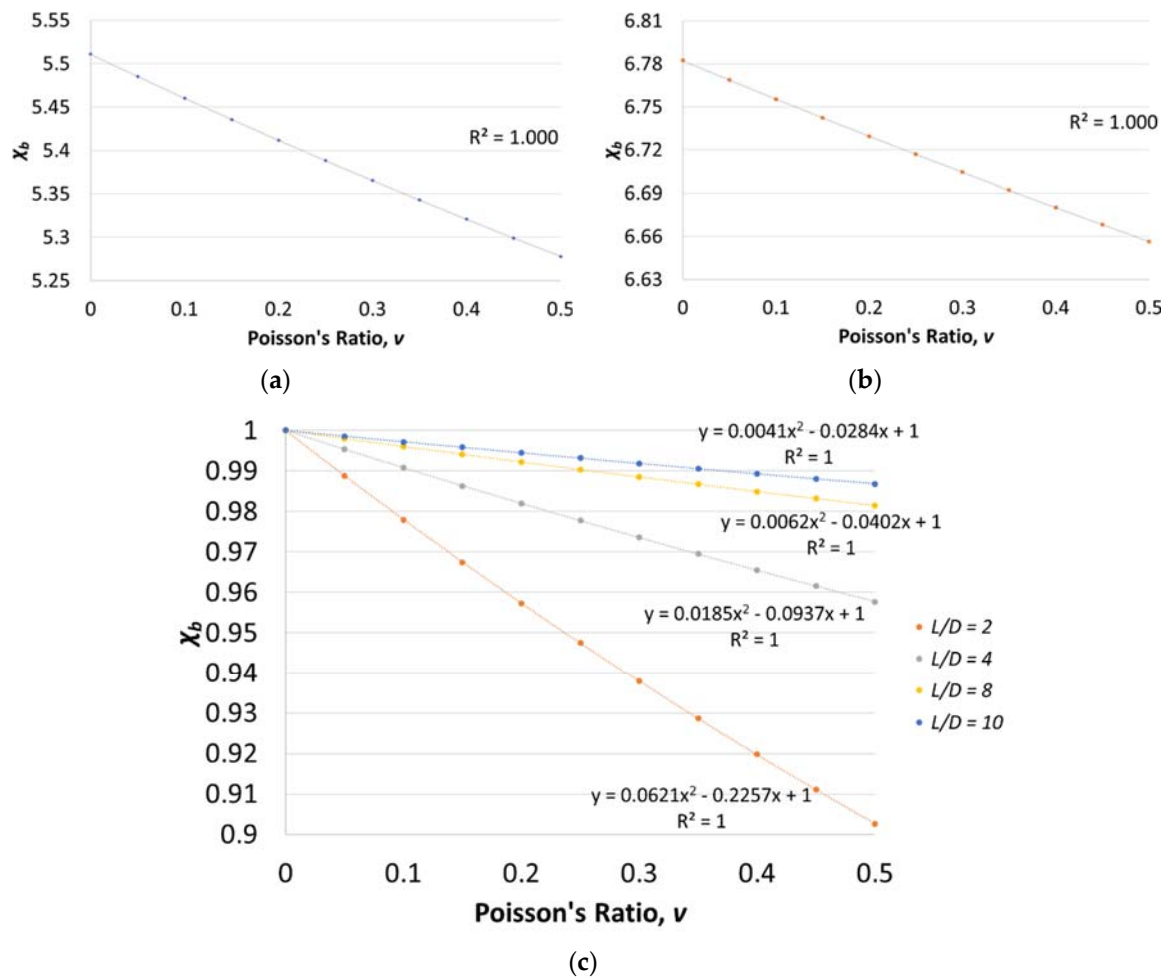 5.55
5.5
5.45
5.4
5.35
5.3
5.25
χb
R² = 1.000
0 0.1 0.2 0.3 0.4 0.5
Poisson's Ratio, v
(a)
6.81
6.78
6.75
6.72
6.69
6.66
6.63
χb
R² = 1.000
0 0.1 0.2 0.3 0.4 0.5
Poisson's Ratio, v
(b)
1
0.99
0.98
0.97
0.96
0.95
0.94
0.93
0.92
0.91
0.9
χb
y = 0.0041x² - 0.0284x + 1
R² = 1
y = 0.0062x² - 0.0402x + 1
R² = 1
y = 0.0185x² - 0.0937x + 1
R² = 1
y = 0.0621x² - 0.2257x + 1
R² = 1
L/D = 2
L/D = 4
L/D = 8
L/D = 10
0 0.1 0.2 0.3 0.4 0.5
Poisson's Ratio, v
(c)